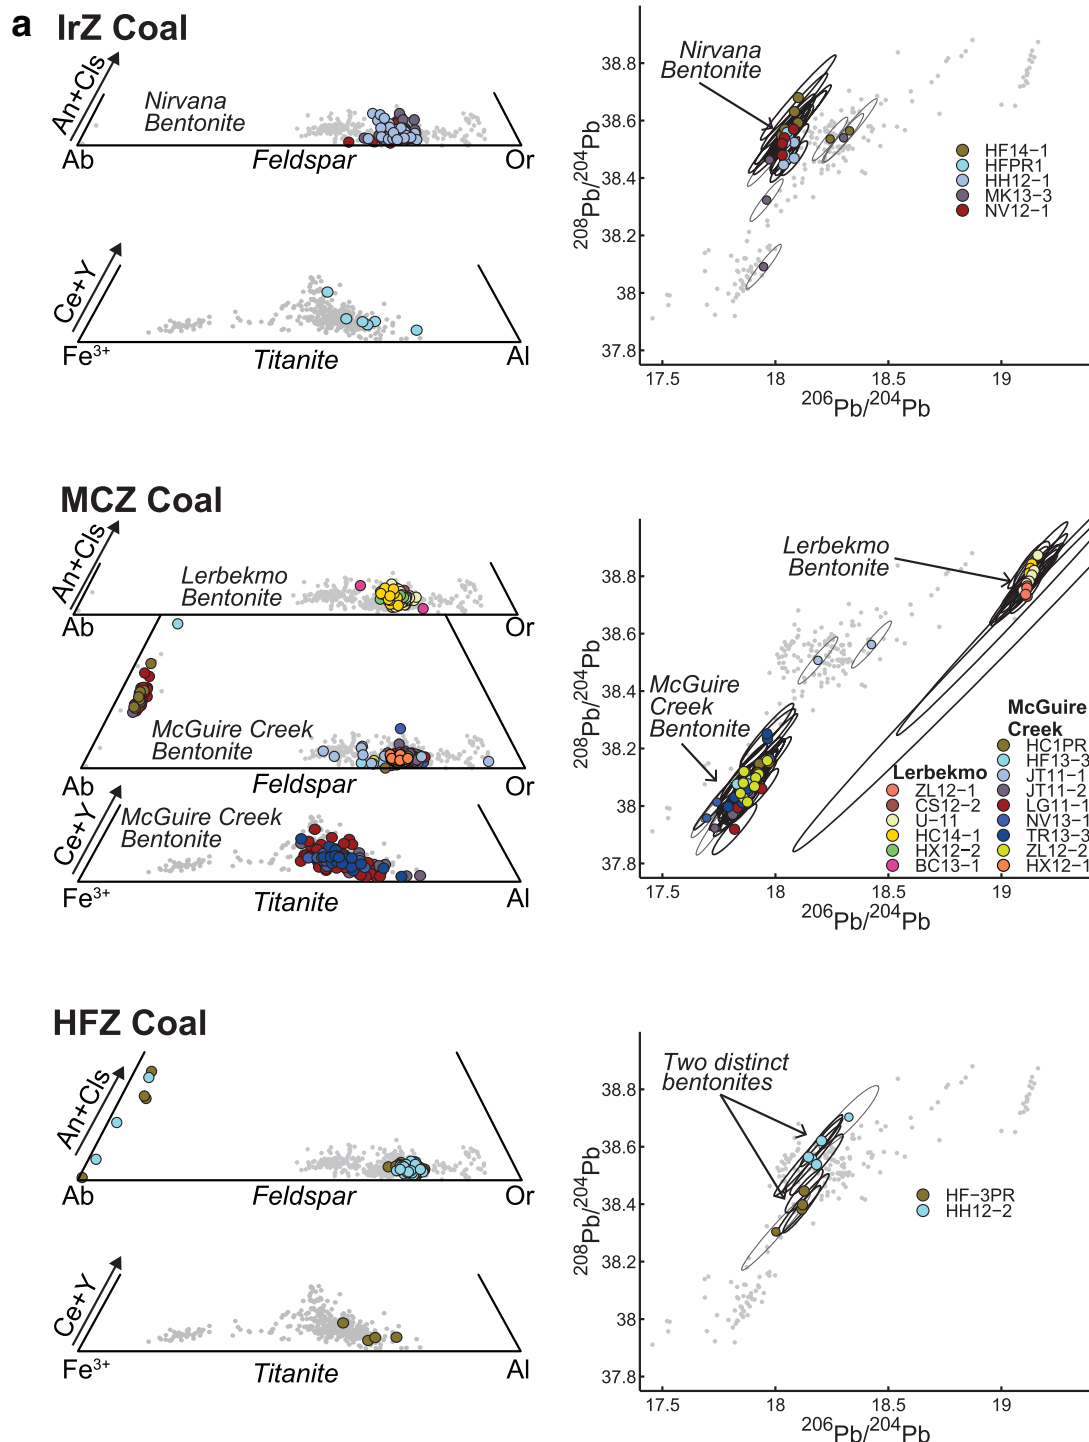 a IrZ Coal
An+Cls
Nirvana
Bentonite
Ab Feldspar Or
Ce+Y
Fe³⁺ Titanite Al
Nirvana
Bentonite
²⁰⁸Pb/²⁰⁴Pb
38.8
38.6
38.4
38.2
38
37.8
17.5 18 18.5 19
²⁰⁶Pb/²⁰⁴Pb
HF14−1
HFPR1
HH12−1
MK13−3
NV12−1
MCZ Coal
An+Cls
Lerbekmo
Bentonite
Ab Or
McGuire Creek
Bentonite
Ab Feldspar Or
Ce+Y
McGuire Creek
Bentonite
Fe³⁺ Titanite Al
Lerbekmo
Bentonite
McGuire
Creek
Bentonite
²⁰⁸Pb/²⁰⁴Pb
38.8
38.6
38.4
38.2
38
37.8
17.5 18 18.5 19
²⁰⁶Pb/²⁰⁴Pb
Lerbekmo
ZL12−1
CS12−2
U−11
HC14−1
HX12−2
BC13−1
McGuire
Creek
HC1PR
HF13−3
JT11−1
JT11−2
LG11−1
NV13−1
TR13−3
ZL12−2
HX12−1
HFZ Coal
An+Cls
Ab Feldspar Or
Ce+Y
Fe³⁺ Titanite Al
Two distinct
bentonites
²⁰⁸Pb/²⁰⁴Pb
38.8
38.6
38.4
38.2
38
37.8
17.5 18 18.5 19
²⁰⁶Pb/²⁰⁴Pb
HF−3PR
HH12−2